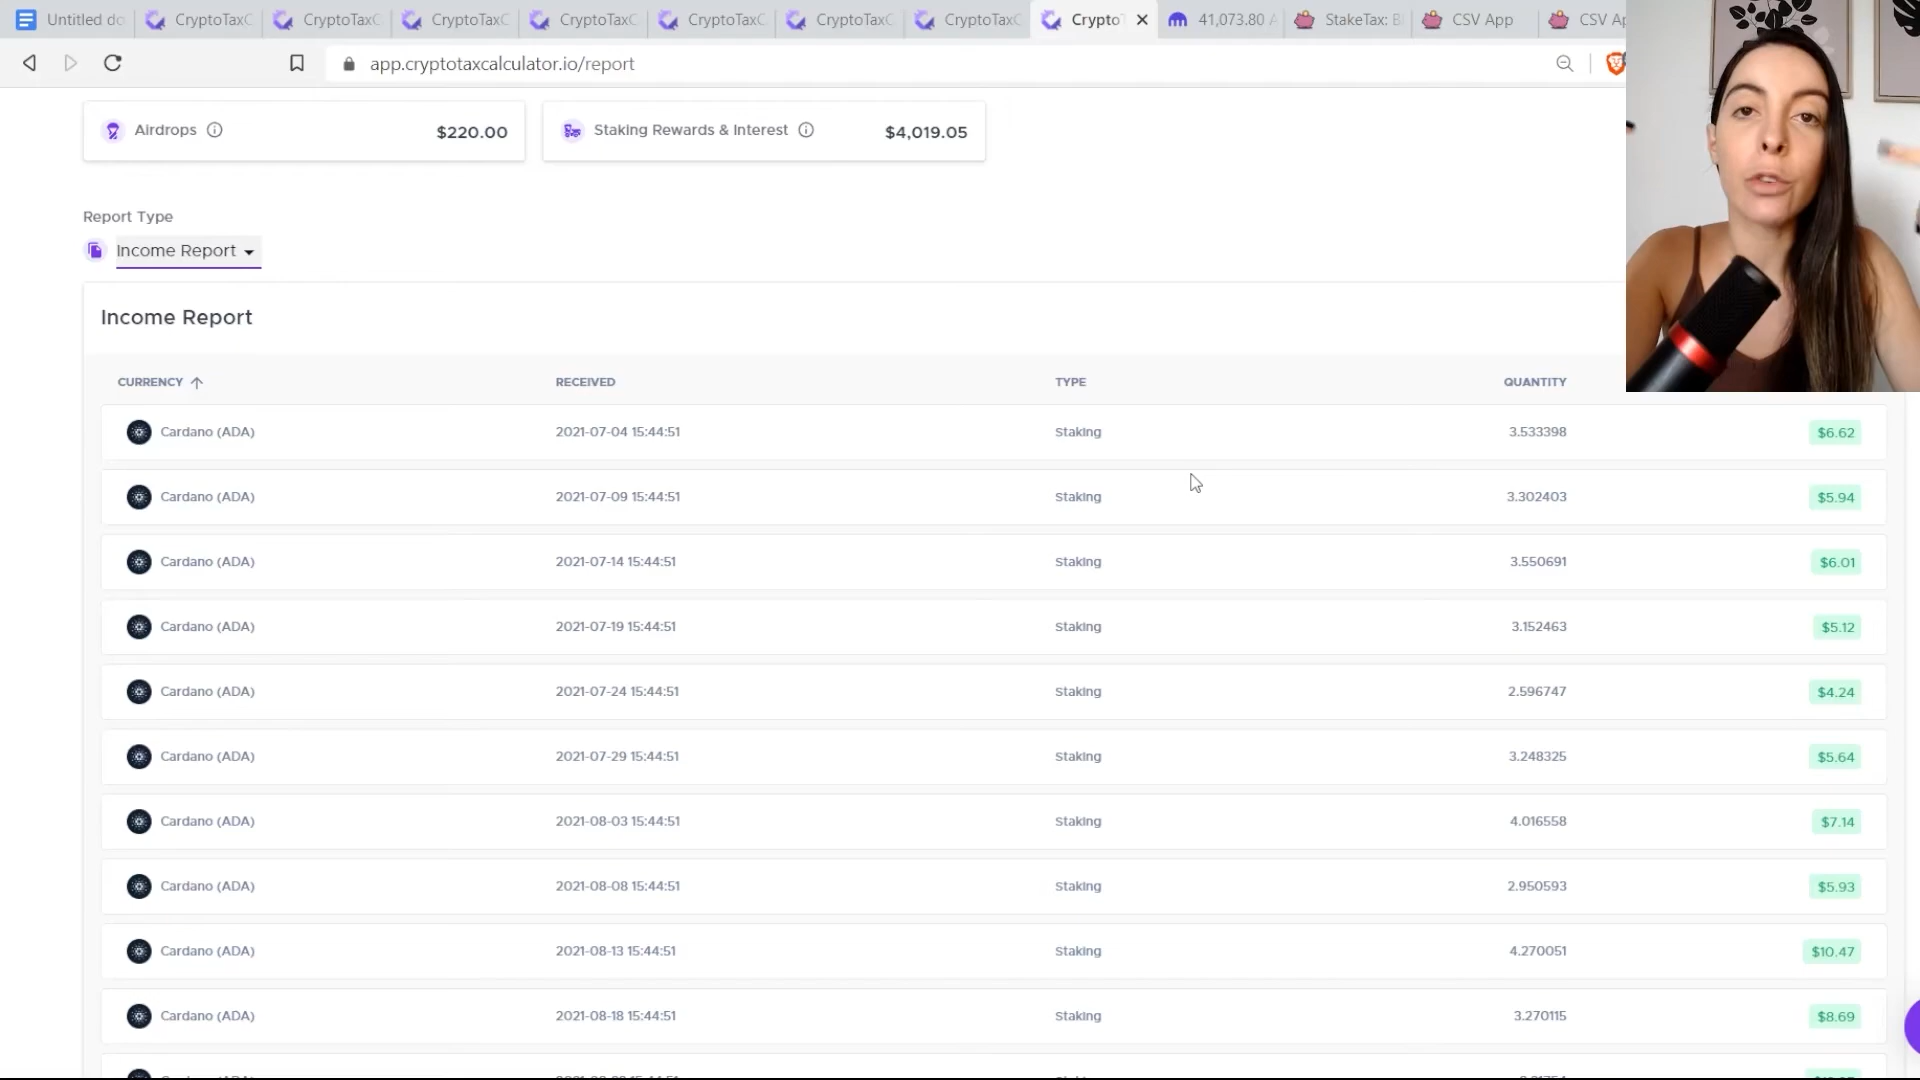 Untitled do CryptoTaxC CryptoTaxC CryptoTaxC CryptoTaxC CryptoTaxC CryptoTaxC CryptoTaxC Crypto 41,073.80 StakeTax: CSV App CSV Ap
app.cryptotaxcalculator.io/report
Airdrops $220.00 Staking Rewards & Interest $4,019.05
Report Type
Income Report
Income Report
CURRENCY RECEIVED TYPE QUANTITY
Cardano (ADA) 2021-07-04 15:44:51 Staking 3.533398 $6.62
Cardano (ADA) 2021-07-09 15:44:51 Staking 3.302403 $5.94
Cardano (ADA) 2021-07-14 15:44:51 Staking 3.550691 $6.01
Cardano (ADA) 2021-07-19 15:44:51 Staking 3.152463 $5.12
Cardano (ADA) 2021-07-24 15:44:51 Staking 2.596747 $4.24
Cardano (ADA) 2021-07-29 15:44:51 Staking 3.248325 $5.64
Cardano (ADA) 2021-08-03 15:44:51 Staking 4.016558 $7.14
Cardano (ADA) 2021-08-08 15:44:51 Staking 2.950593 $5.93
Cardano (ADA) 2021-08-13 15:44:51 Staking 4.270051 $10.47
Cardano (ADA) 2021-08-18 15:44:51 Staking 3.270115 $8.69